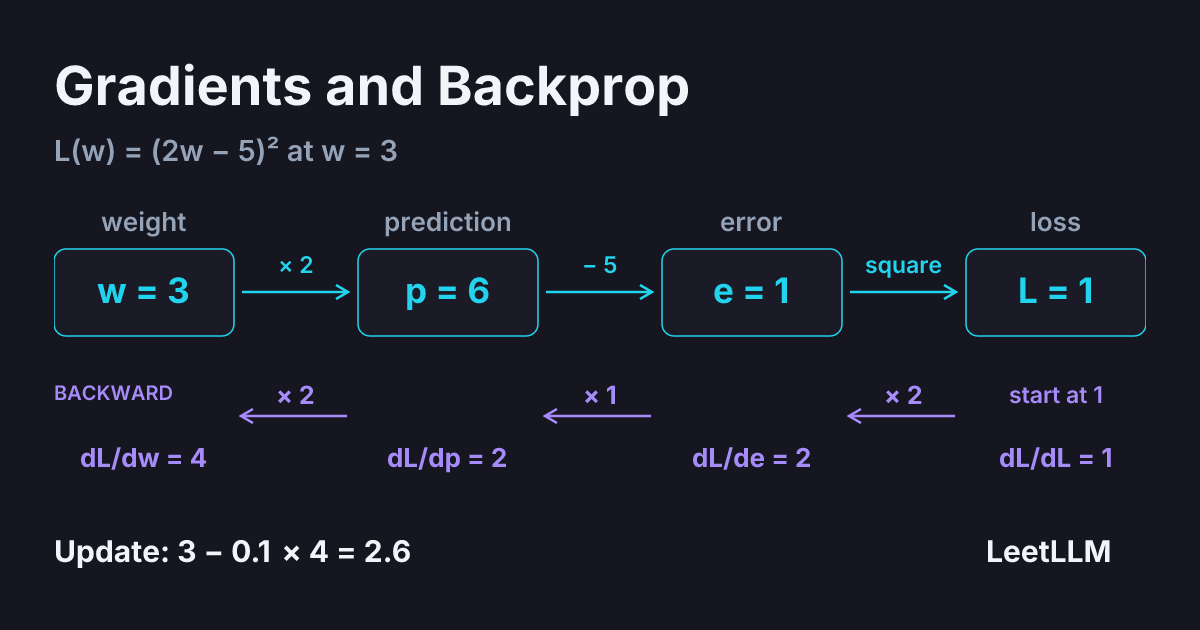 Gradients and Backprop
L(w) = (2w − 5)² at w = 3
weight prediction error loss
× 2 − 5 square
w = 3 p = 6 e = 1 L = 1
BACKWARD × 2 × 1 × 2 start at 1
dL/dw = 4 dL/dp = 2 dL/de = 2 dL/dL = 1
Update: 3 − 0.1 × 4 = 2.6 LeetLLM